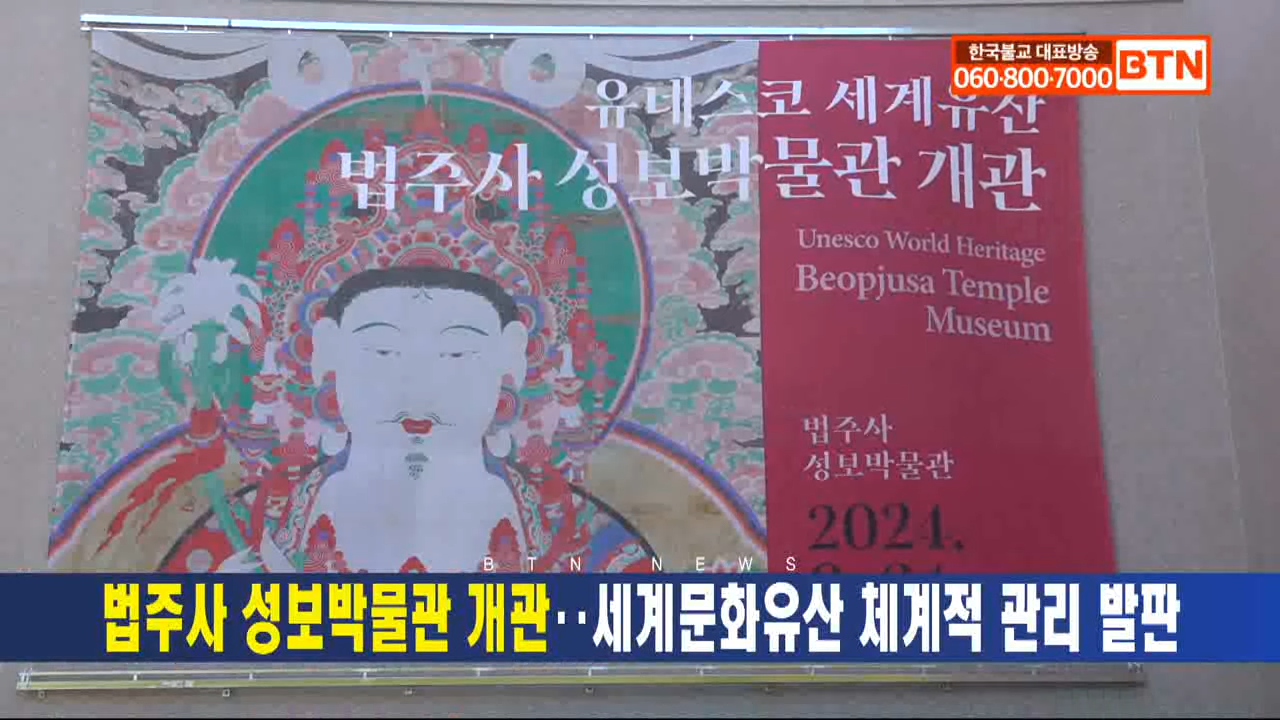 한국불교 대표방송
060·800·7000
BTN
유네스코 세계유산
법주사 성보박물관 개관
Unesco World Heritage
Beopjusa Temple
Museum
법주사
성보박물관
2024.
BTN NEWS
법주사 성보박물관 개관‥세계문화유산 체계적 관리 발판